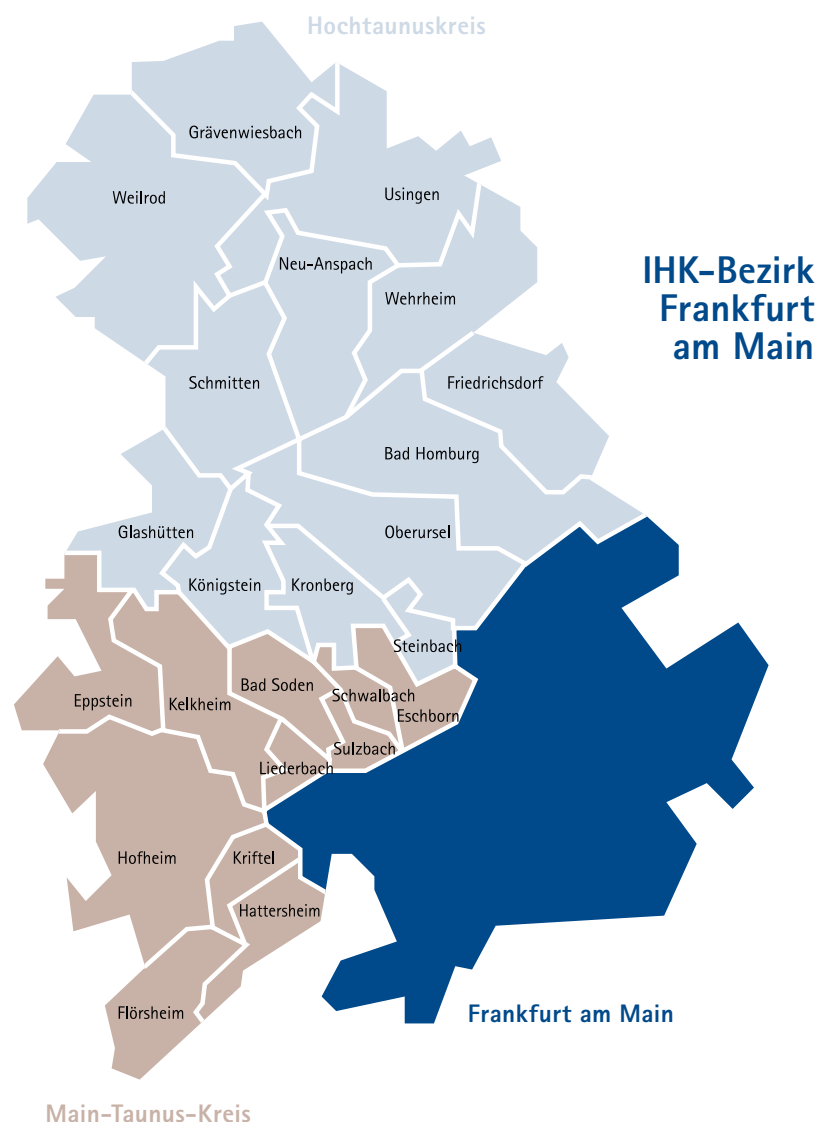 Hochtaunuskreis
Grävenwiesbach
Weilrod
Usingen
Neu-Anspach
IHK-Bezirk
Frankfurt
am Main
Wehrheim
Schmitten
Friedrichsdorf
Bad Homburg
Glashütten
Oberursel
Königstein
Kronberg
Steinbach
Eppstein
Kelkheim
Bad Soden
Schwalbach
Eschborn
Sulzbach
Liederbach
Hofheim
Kriftel
Hattersheim
Flörsheim
Frankfurt am Main
Main-Taunus-Kreis